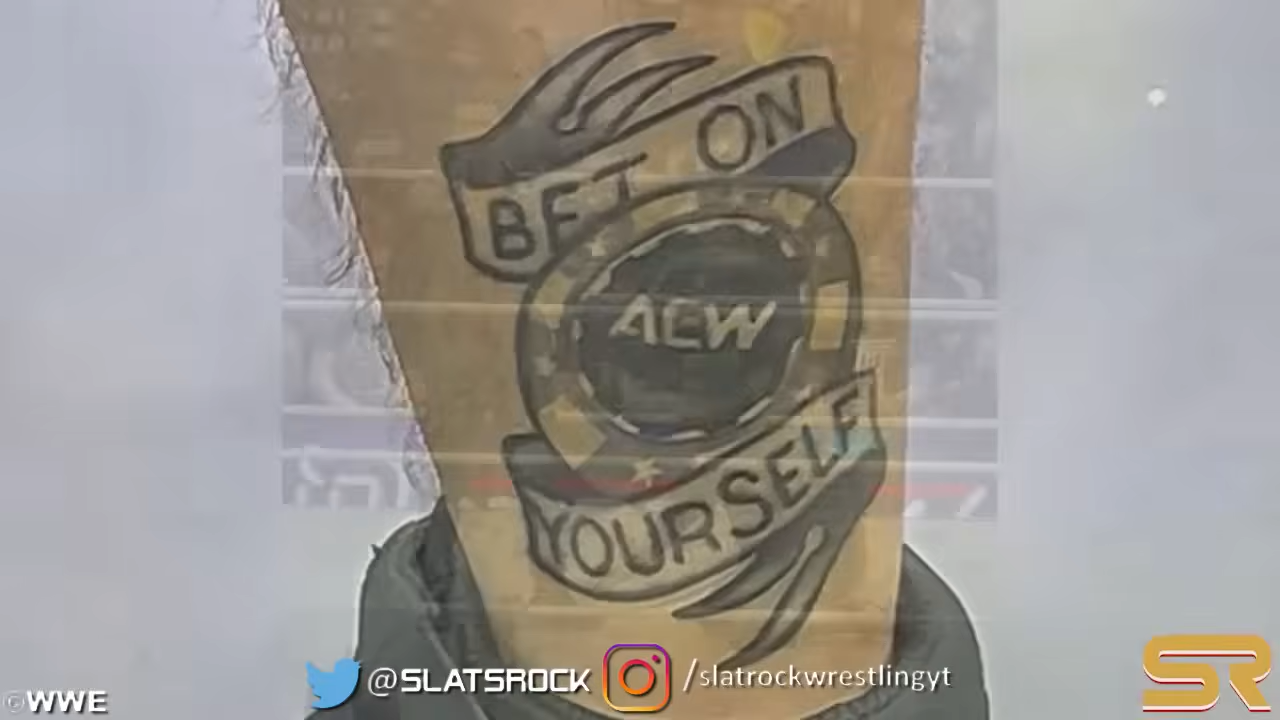 BET ON
AEW
YOURSELF
@SLATSROCK
/slatrockwrestlingyt
©WWE
SR